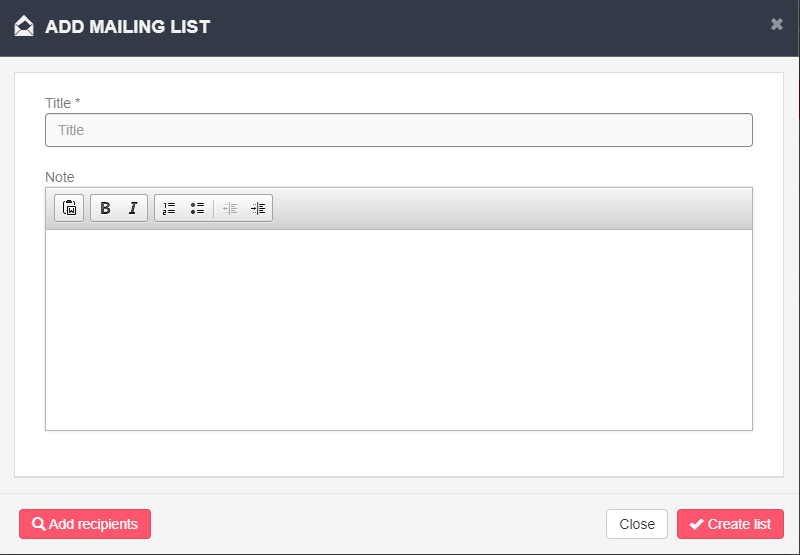 ADD MAILING LIST
Title *
Title
Note
B I
Add recipients
Close
Create list